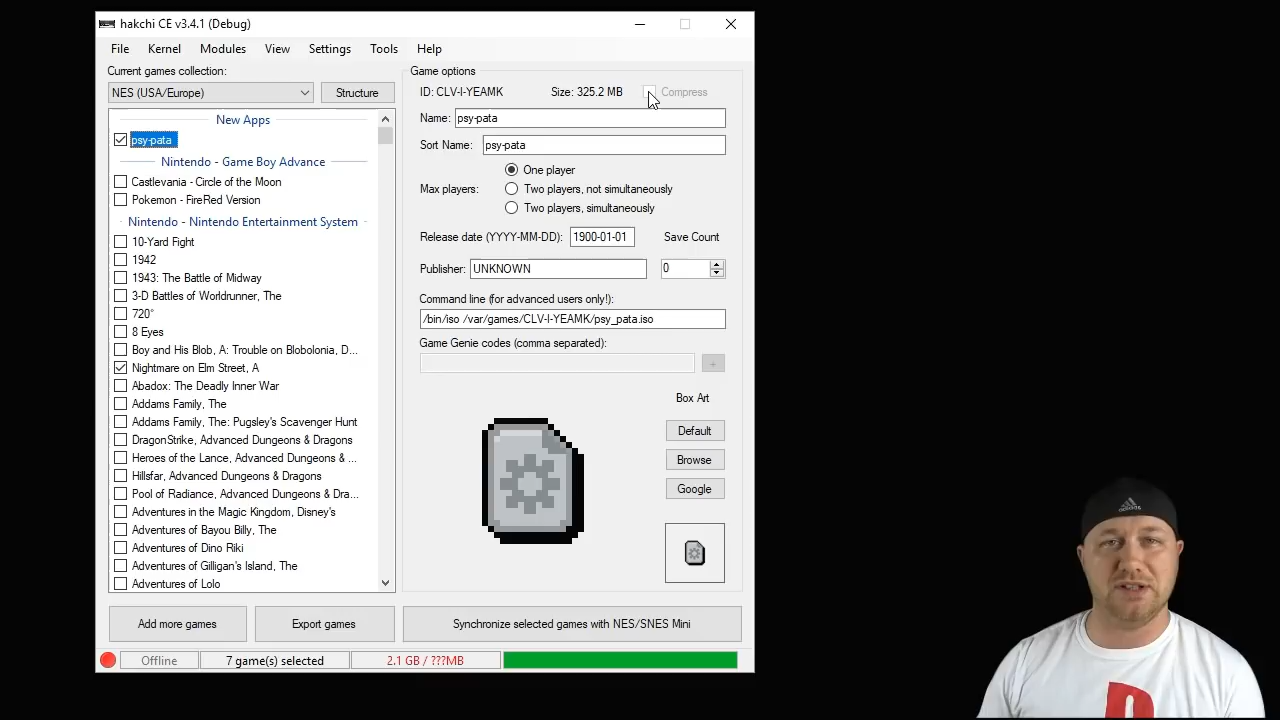 hakchi CE v3.4.1 (Debug)
File Kernel Modules View Settings Tools Help
Current games collection:
NES (USA/Europe)
Structure
New Apps
psy-pata
Nintendo - Game Boy Advance
Castlevania - Circle of the Moon
Pokemon - FireRed Version
Nintendo - Nintendo Entertainment System
10-Yard Fight
1942
1943: The Battle of Midway
3-D Battles of Worldrunner, The
720°
8 Eyes
Boy and His Blob, A: Trouble on Blobolonia, D...
Nightmare on Elm Street, A
Abadox: The Deadly Inner War
Addams Family, The
Addams Family, The: Pugsley's Scavenger Hunt
DragonStrike, Advanced Dungeons & Dragons
Heroes of the Lance, Advanced Dungeons & ...
Hillsfar, Advanced Dungeons & Dragons
Pool of Radiance, Advanced Dungeons & Dra...
Adventures in the Magic Kingdom, Disney's
Adventures of Bayou Billy, The
Adventures of Dino Riki
Adventures of Gilligan's Island, The
Adventures of Lolo
Add more games
Export games
Game options
ID: CLV-I-YEAMK
Size: 325.2 MB
Compress
Name: psy-pata
Sort Name: psy-pata
Max players:
One player
Two players, not simultaneously
Two players, simultaneously
Release date (YYYY-MM-DD): 1900-01-01
Save Count
Publisher: UNKNOWN
0
Command line (for advanced users only!):
/bin/iso /var/games/CLV-I-YEAMK/psy_pata.iso
Game Genie codes (comma separated):
+
Box Art
Default
Browse
Google
Synchronize selected games with NES/SNES Mini
Offline
7 game(s) selected
2.1 GB / ???MB